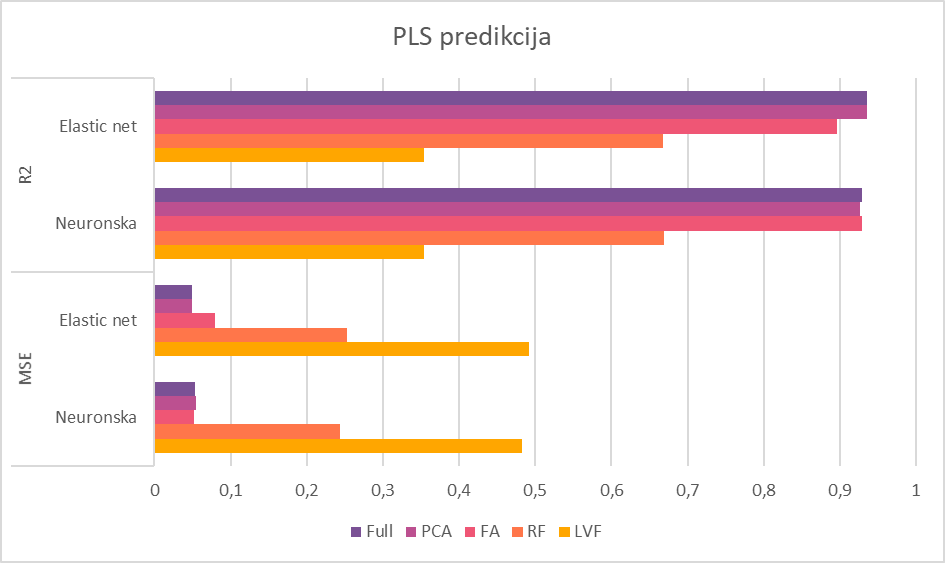 PLS predikcija
R2
Elastic net
Neuronska
MSE
Elastic net
Neuronska
0 0,1 0,2 0,3 0,4 0,5 0,6 0,7 0,8 0,9 1
Full PCA FA RF LVF